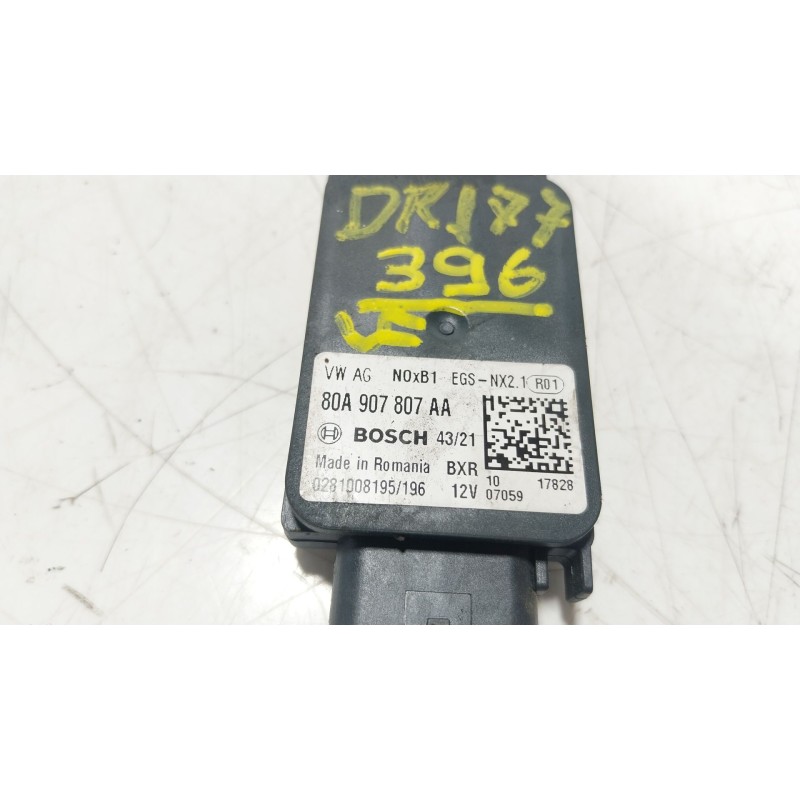 DR177
396
VW AG NOxB1 EGS-NX2.1 R01
80A 907 807 AA
BOSCH 43/21
Made in Romania BXR 10 17828
0281008195/196 12V 07059